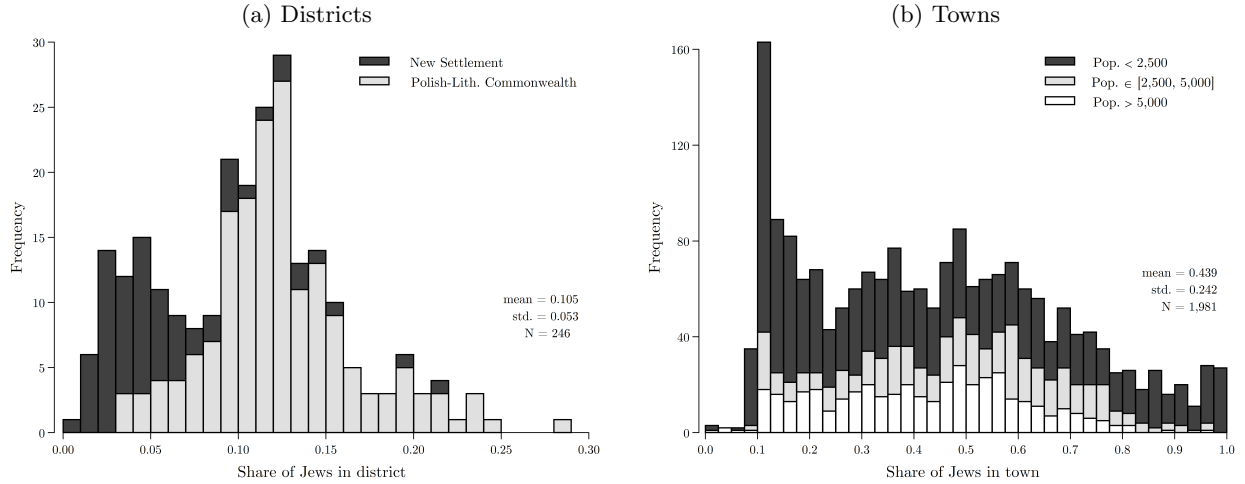 (a) Districts
30
25
20
15
10
5
0
Frequency
New Settlement
Polish-Lith. Commonwealth
mean = 0.105
std. = 0.053
N = 246
0.00 0.05 0.10 0.15 0.20 0.25 0.30
Share of Jews in district
(b) Towns
160
120
80
40
0
Frequency
Pop. < 2,500
Pop. ∈ [2,500, 5,000]
Pop. > 5,000
mean = 0.439
std. = 0.242
N = 1,981
0.0 0.1 0.2 0.3 0.4 0.5 0.6 0.7 0.8 0.9 1.0
Share of Jews in town